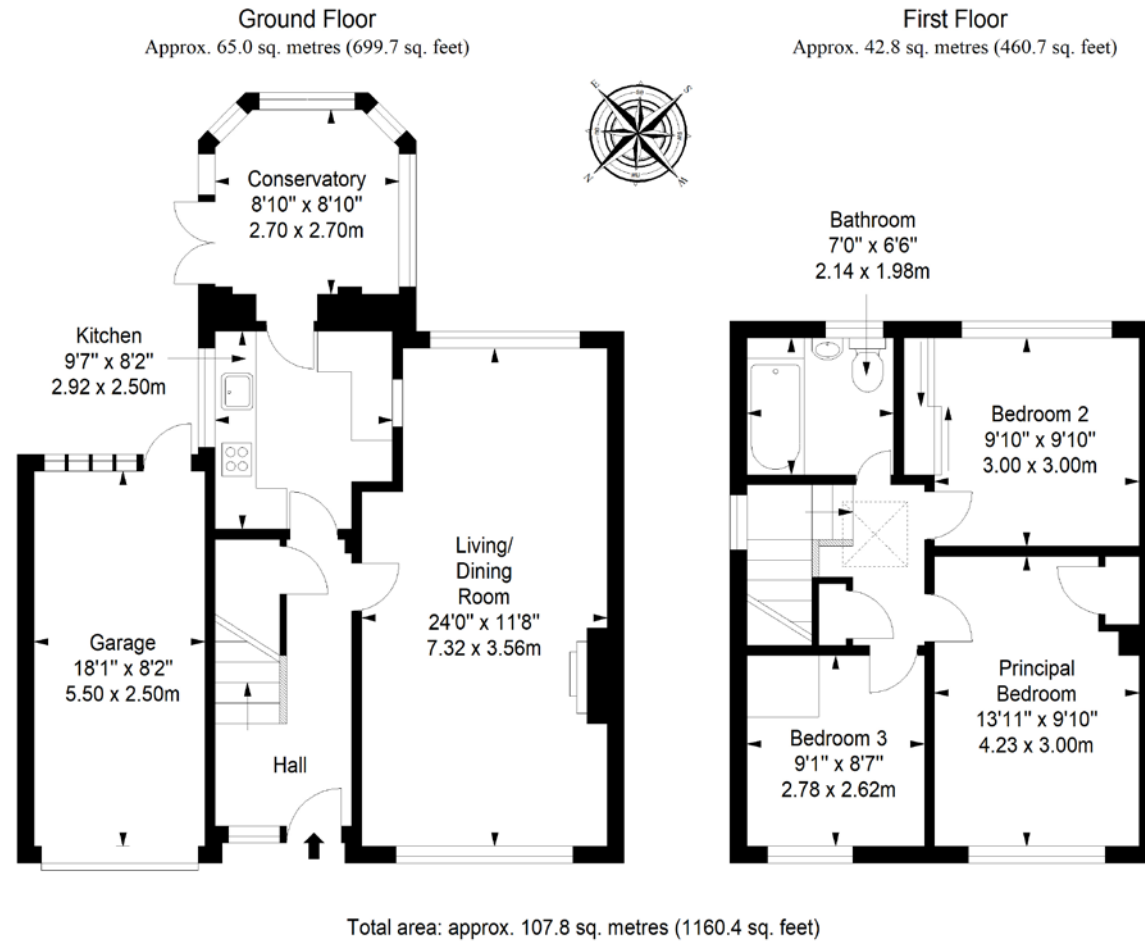 Ground Floor
Approx. 65.0 sq. metres (699.7 sq. feet)
First Floor
Approx. 42.8 sq. metres (460.7 sq. feet)
E
S
N
W
Conservatory
8'10" x 8'10"
2.70 x 2.70m
Bathroom
7'0" x 6'6"
2.14 x 1.98m
Kitchen
9'7" x 8'2"
2.92 x 2.50m
Bedroom 2
9'10" x 9'10"
3.00 x 3.00m
Living/
Dining
Room
24'0" x 11'8"
7.32 x 3.56m
Garage
18'1" x 8'2"
5.50 x 2.50m
Principal
Bedroom
13'11" x 9'10"
4.23 x 3.00m
Hall
Bedroom 3
9'1" x 8'7"
2.78 x 2.62m
Total area: approx. 107.8 sq. metres (1160.4 sq. feet)